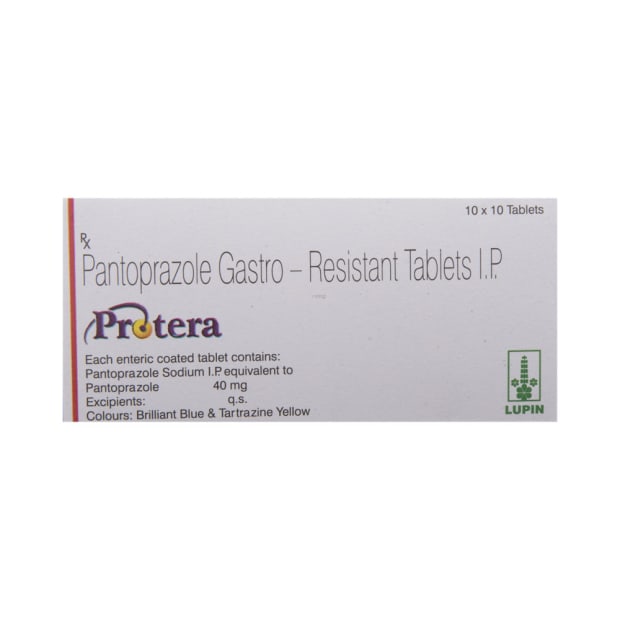 10 x 10 Tablets
Rx
Pantoprazole Gastro – Resistant Tablets I.P.
Protera
Each enteric coated tablet contains:
Pantoprazole Sodium I.P. equivalent to
Pantoprazole 40 mg
Excipients: q.s.
Colours: Brilliant Blue & Tartrazine Yellow
LUPIN